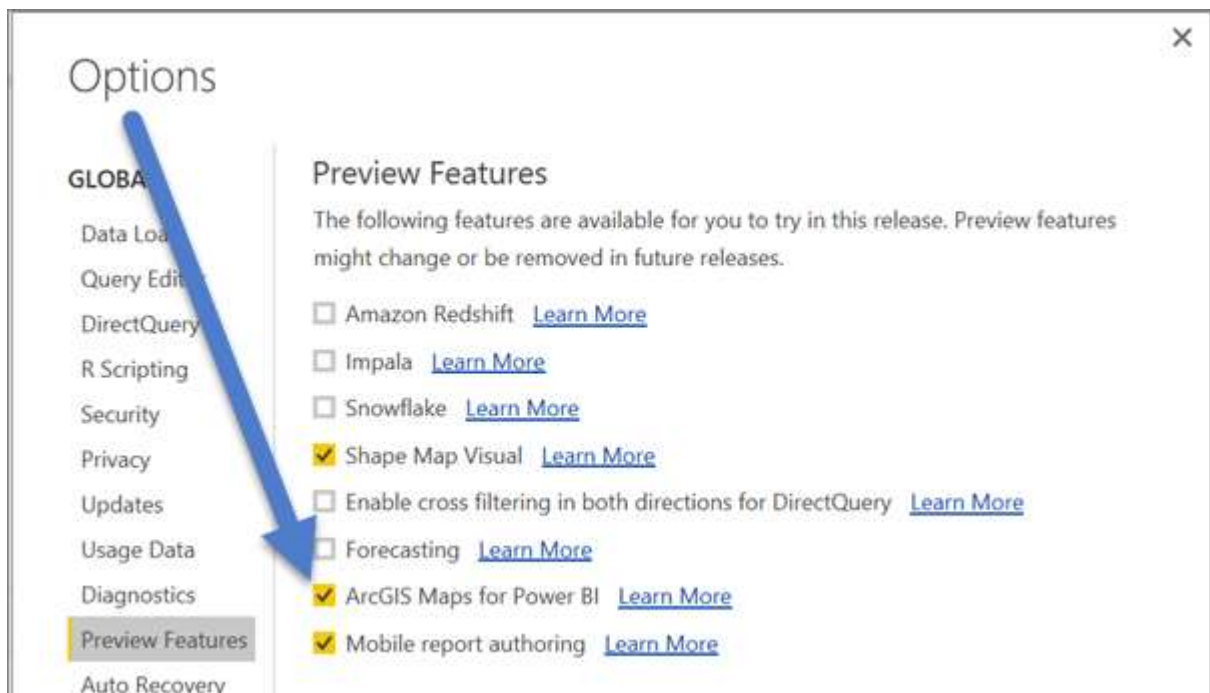 Options
GLOBA
Data Loa
Query Edit
DirectQuery
R Scripting
Security
Privacy
Updates
Usage Data
Diagnostics
Preview Features
Auto Recovery
Preview Features
The following features are available for you to try in this release. Preview features
might change or be removed in future releases.
Amazon Redshift Learn More
Impala Learn More
Snowflake Learn More
Shape Map Visual Learn More
Enable cross filtering in both directions for DirectQuery Learn More
Forecasting Learn More
ArcGIS Maps for Power BI Learn More
Mobile report authoring Learn More